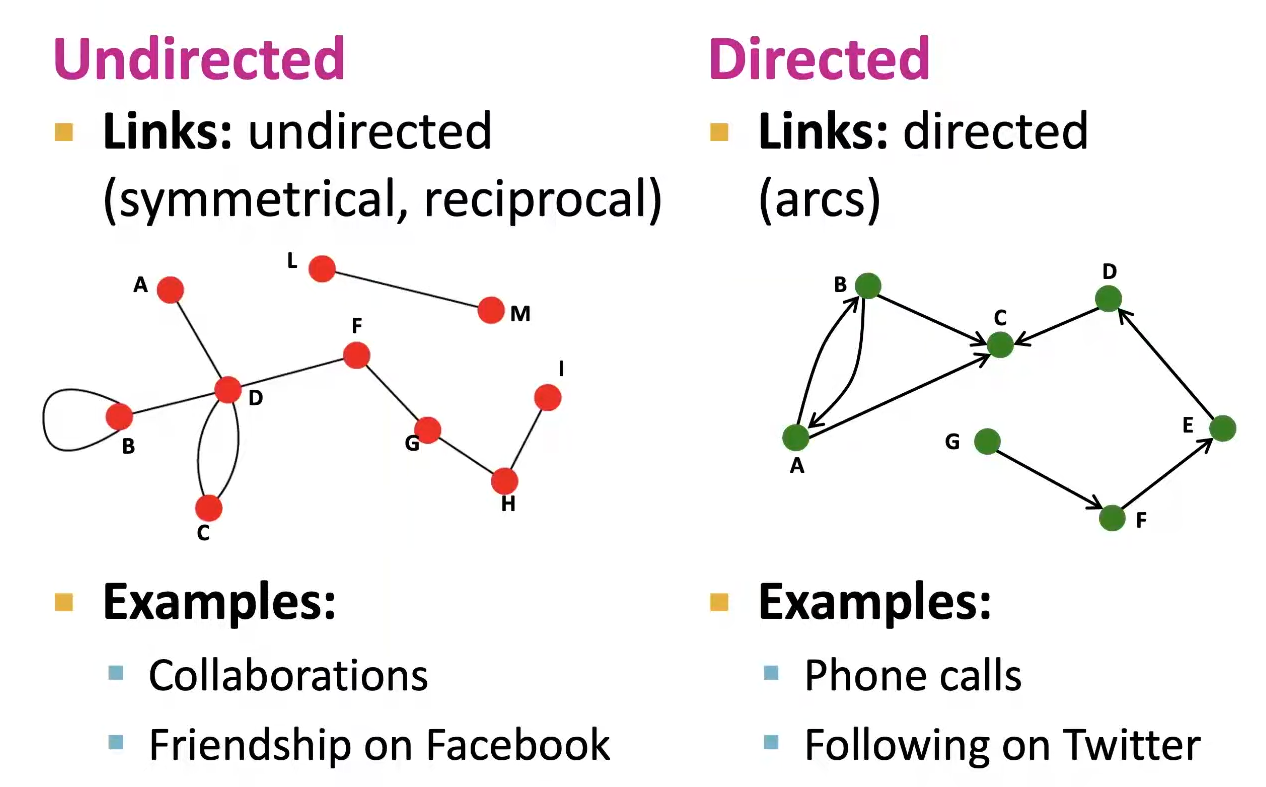 Undirected
Links: undirected
(symmetrical, reciprocal)
L
A
M
F
I
D
B
G
H
C
Examples:
Collaborations
Friendship on Facebook
Directed
Links: directed
(arcs)
D
B
C
E
G
A
F
Examples:
Phone calls
Following on Twitter